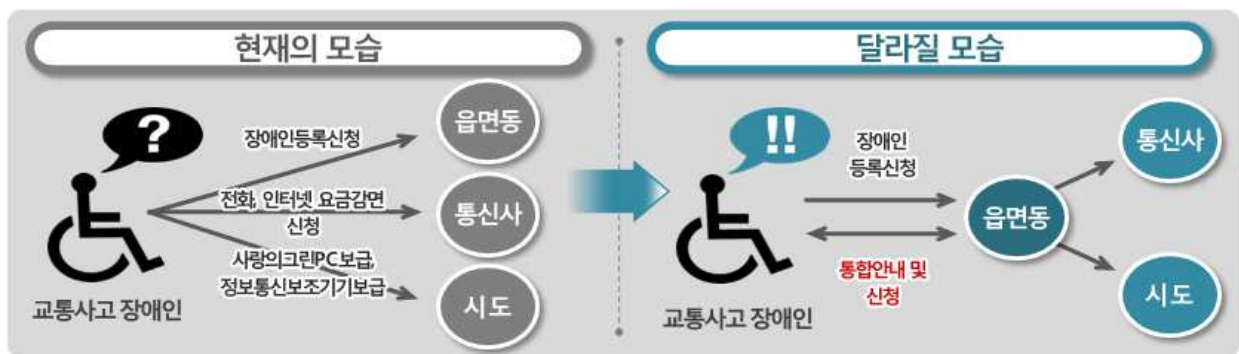 현재의 모습
?
장애인등록신청
읍면동
전화, 인터넷 요금감면
신청
통신사
사랑의그린PC보급,
정보통신보조기기보급
시도
교통사고 장애인
달라질 모습
!!
장애인
등록신청
통합안내 및
신청
읍면동
통신사
시도
교통사고 장애인